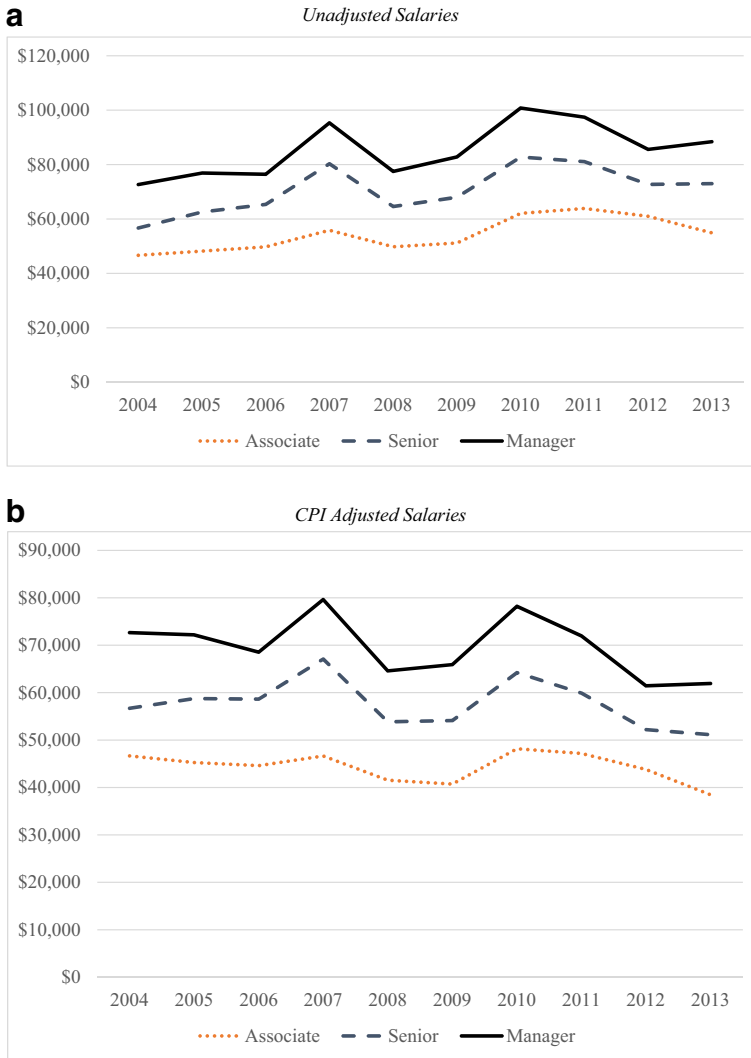 a
Unadjusted Salaries
$120,000
$100,000
$80,000
$60,000
$40,000
$20,000
$0
2004 2005 2006 2007 2008 2009 2010 2011 2012 2013
Associate Senior Manager
b
CPI Adjusted Salaries
$90,000
$80,000
$70,000
$60,000
$50,000
$40,000
$30,000
$20,000
$10,000
$0
2004 2005 2006 2007 2008 2009 2010 2011 2012 2013
Associate Senior Manager